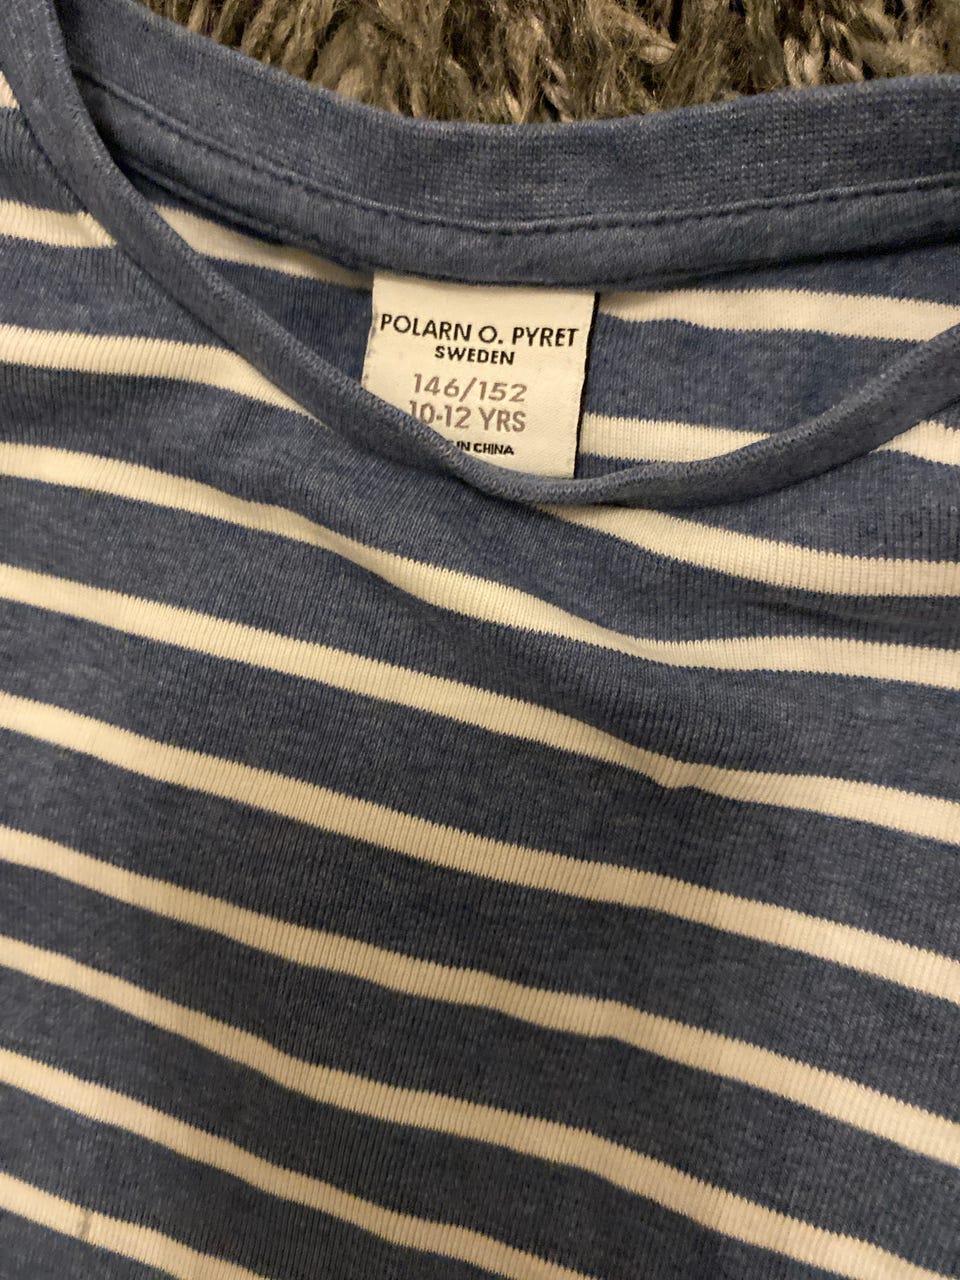 POLARN O. PYRET
SWEDEN
146/152
10-12 YRS
IN CHINA